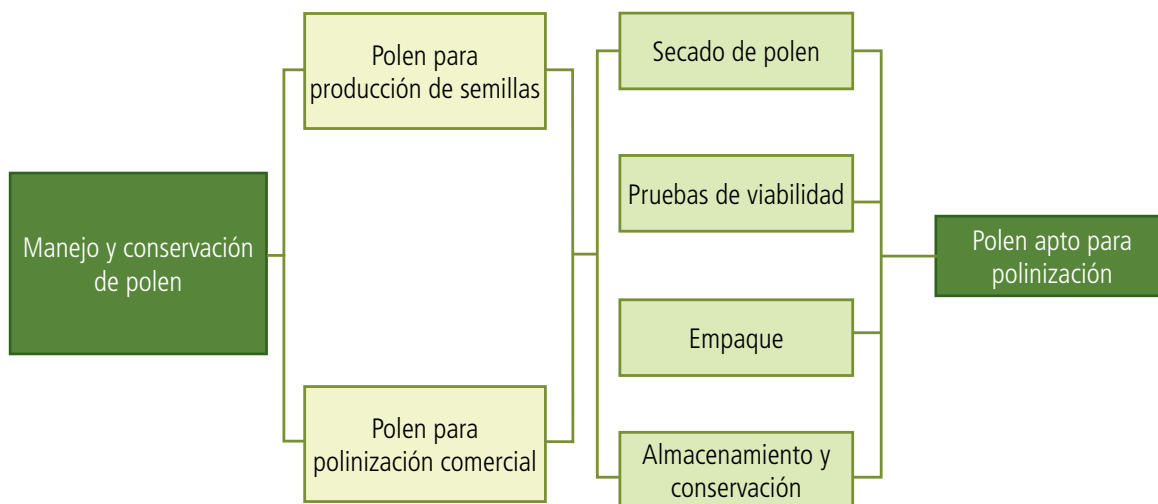 Manejo y conservación
de polen
Polen para
producción de semillas
Polen para
polinización comercial
Secado de polen
Pruebas de viabilidad
Empaque
Almacenamiento y
conservación
Polen apto para
polinización